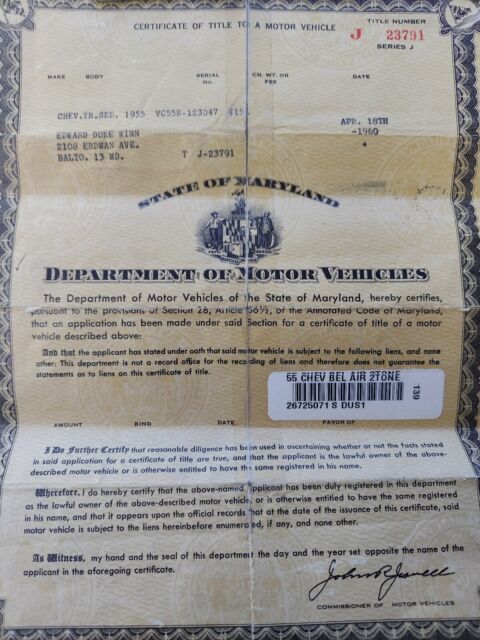 CERTIFICATE OF TITLE TO A MOTOR VEHICLE
TITLE NUMBER
J 23791
SERIES J
MAKE BODY SERIAL No. CH. WT. OR FEE DATE
CHEV.TR.SED. 1955 VC55B-123047 $15.
APR. 18TH
-1960
EDWARD DUKE WINN
2108 ERDMAN AVE.
BALTO. 13 MD. T J-23791
STATE OF MARYLAND
DEPARTMENT OF MOTOR VEHICLES
The Department of Motor Vehicles of the State of Maryland, hereby certifies,
pursuant to the provisions of Section 28, Article 66½, of the Annotated Code of Maryland,
that an application has been made under said Section for a certificate of title of a motor
vehicle described above:
And that the applicant has stated under oath that said motor vehicle is subject to the following liens, and none
other. This department is not a record office for the recording of liens and therefore does not guarantee the
statements as to liens on this certificate of title.
55 CHEV BEL AIR 2TONE
26725071 S DUS1
139
AMOUNT KIND DATE FAVOR OF
I Do Further Certify that reasonable diligence has been used in ascertaining whether or not the facts stated
in said application for a certificate of title are true, and that the applicant is the lawful owner of the above-
described motor vehicle or is otherwise entitled to have the same registered in his name.
Wherefore, I do hereby certify that the above-named applicant has been duly registered in this department
as the lawful owner of the above-described motor vehicle, or is otherwise entitled to have the same registered
in his name, and that it appears upon the official records that at the date of the issuance of this certificate, said
motor vehicle is subject to the liens hereinbefore enumerated, if any, and none other.
As Witness, my hand and the seal of this department the day and the year set opposite the name of the
applicant in the aforegoing certificate.
John R Jewell
COMMISSIONER OF MOTOR VEHICLES